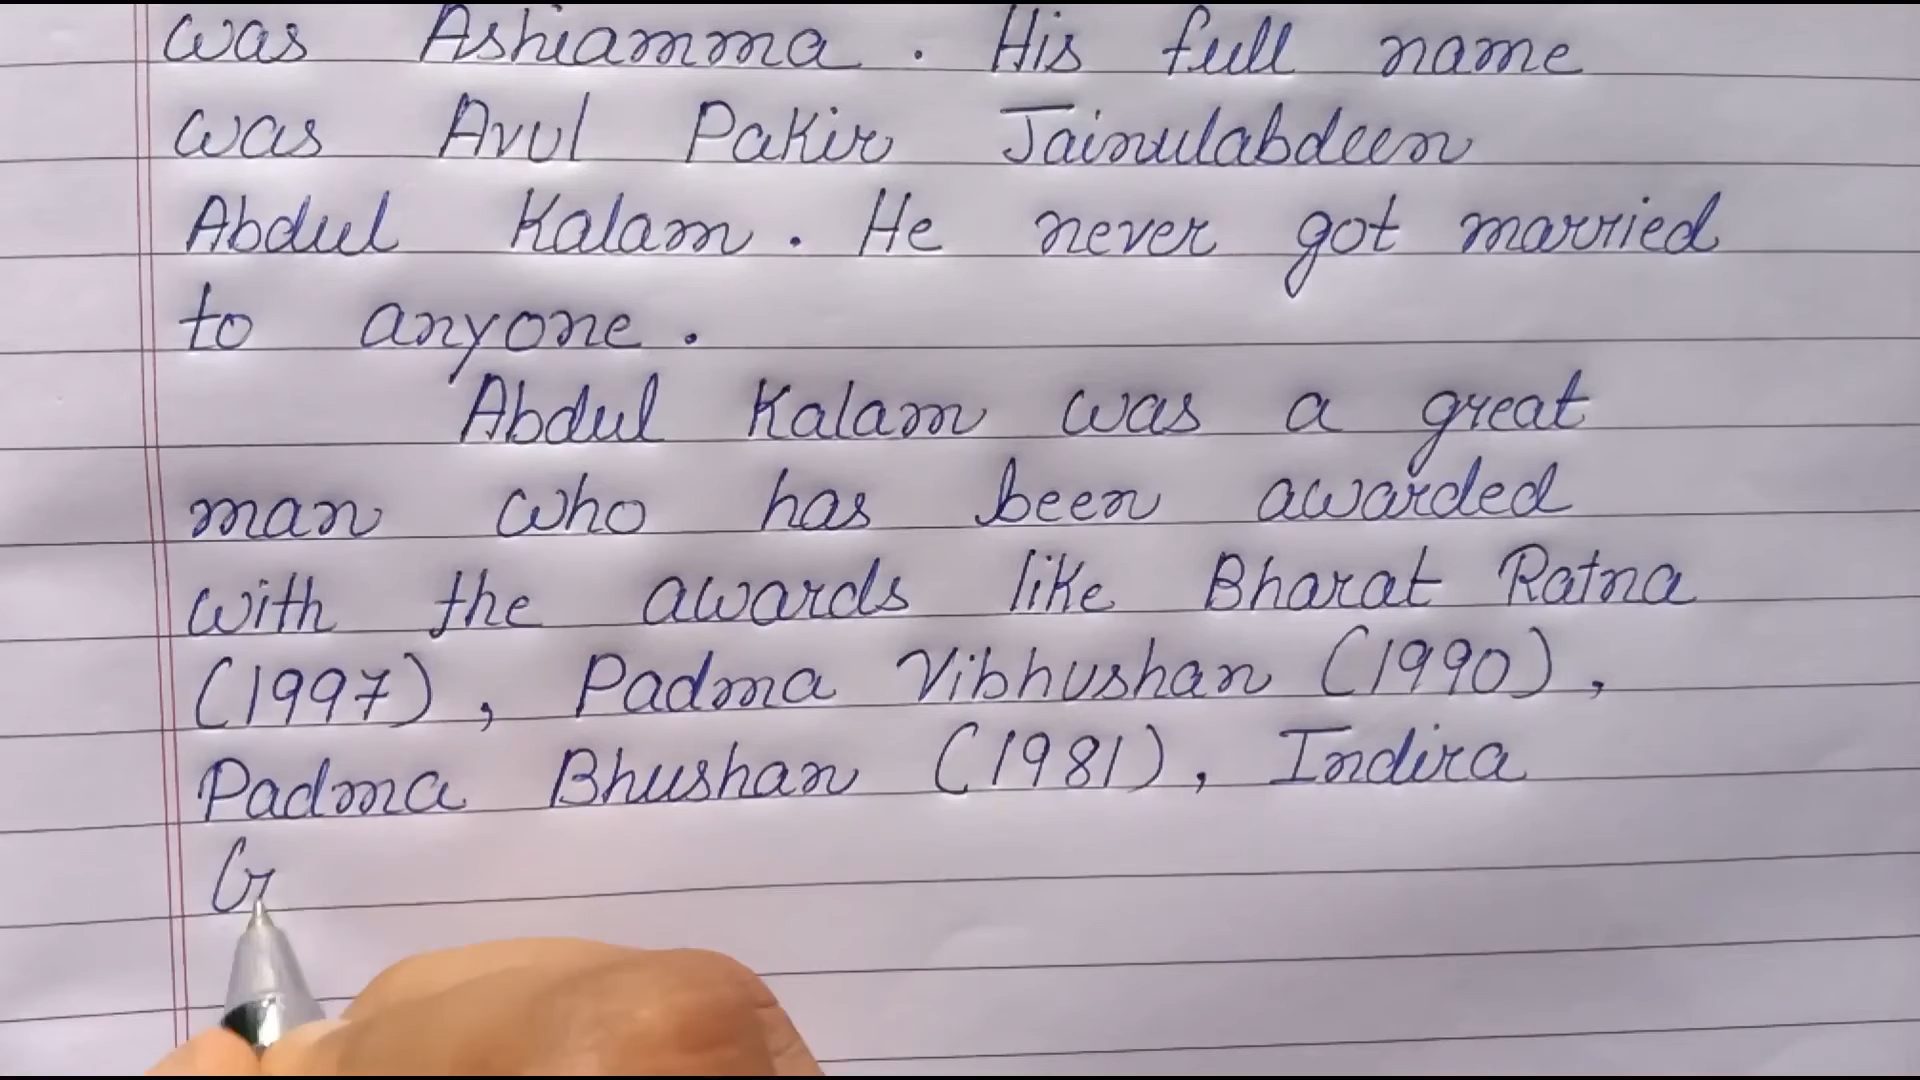 was Ashiamma. His full name
was Avul Pakir Jainulabdeen
Abdul Kalam. He never got married
to anyone.
Abdul Kalam was a great
man who has been awarded
with the awards like Bharat Ratna
(1997), Padma Vibhushan (1990),
Padma Bhushan (1981), Indira
G